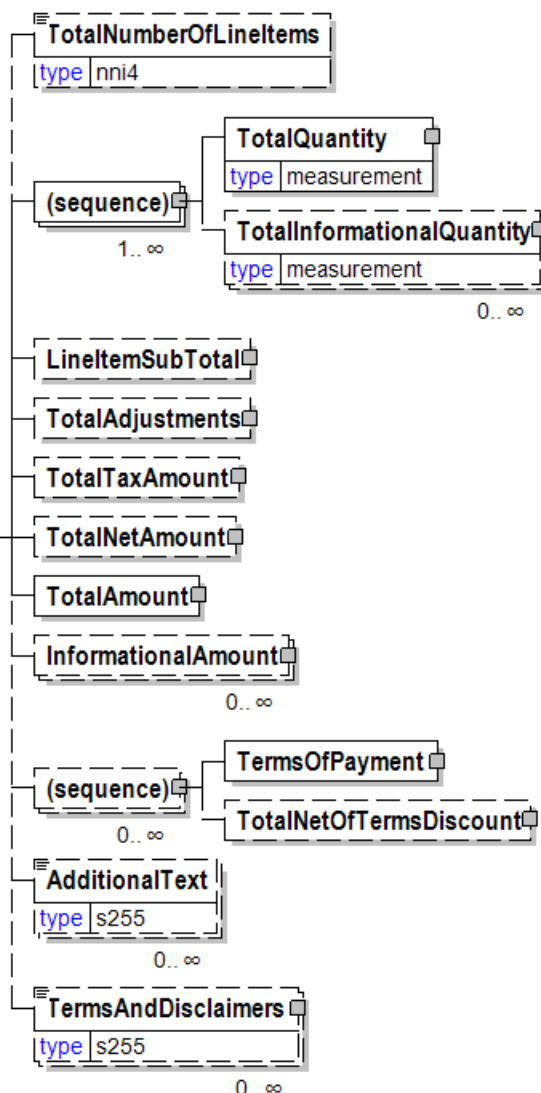 TotalNumberOfLineItems
type nni4
TotalQuantity
type measurement
(sequence)
1.. ∞
TotalInformationalQuantity
type measurement
0.. ∞
LineItemSubTotal
TotalAdjustments
TotalTaxAmount
TotalNetAmount
TotalAmount
InformationalAmount
0.. ∞
TermsOfPayment
(sequence)
0.. ∞
TotalNetOfTermsDiscount
AdditionalText
type s255
0.. ∞
TermsAndDisclaimers
type s255
0.. ∞